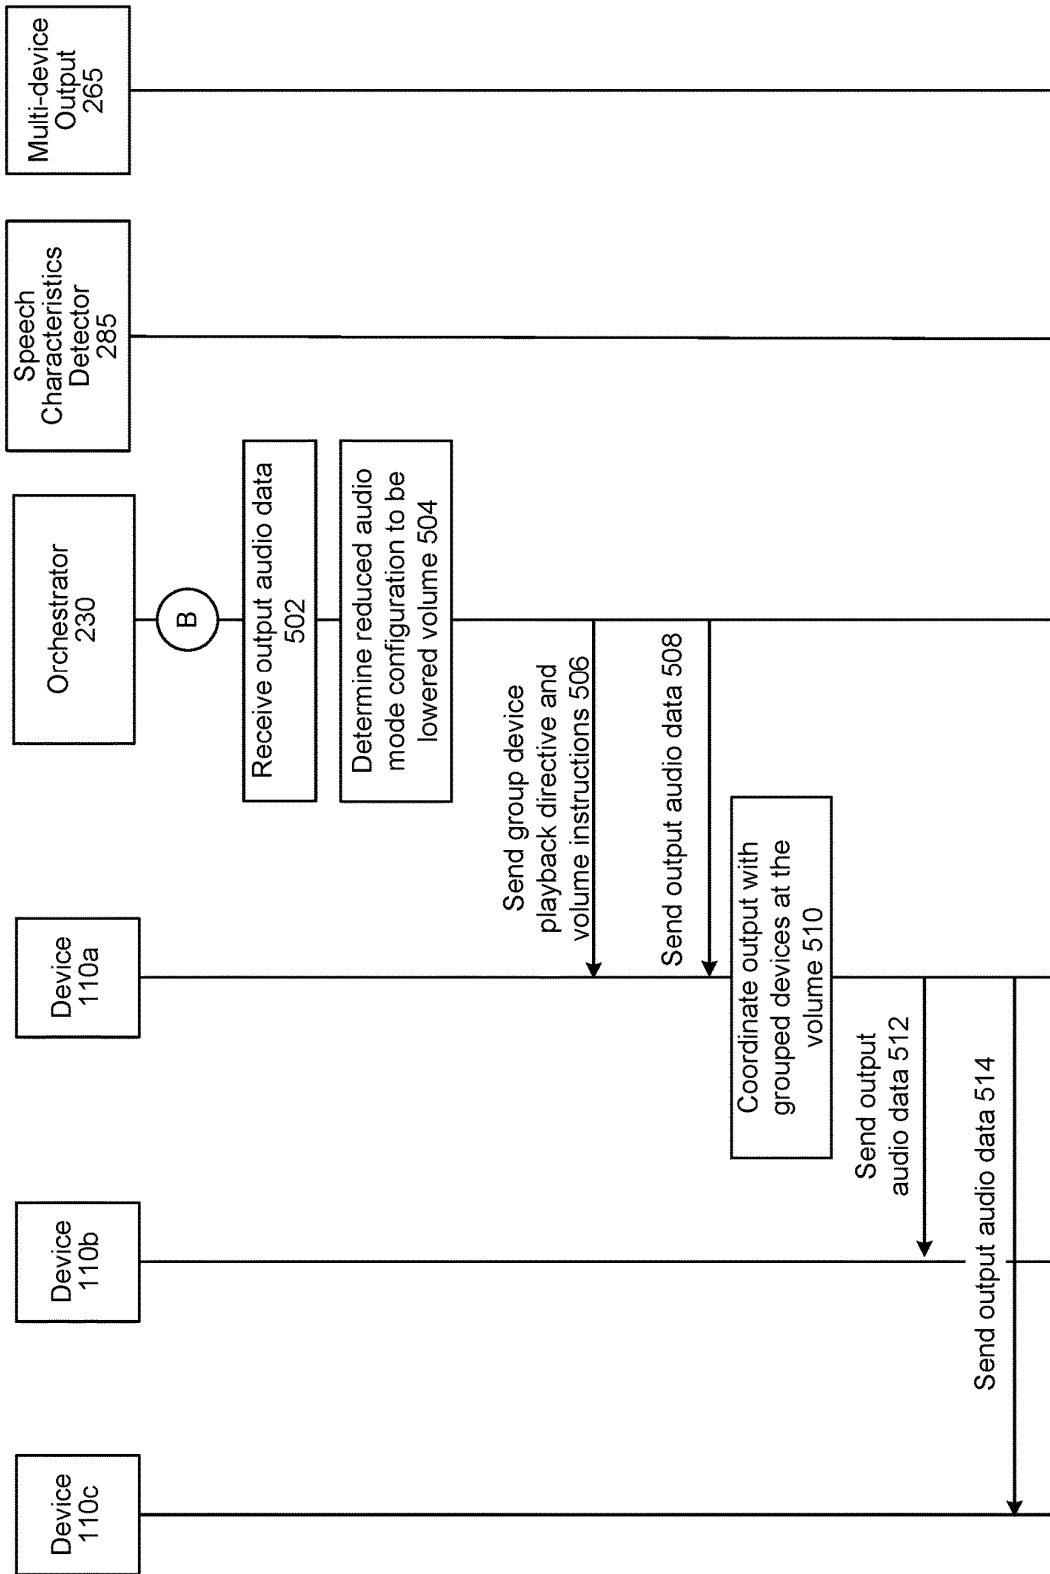 Device
110c
Device
110b
Device
110a
Orchestrator
230
Speech
Characteristics
Detector
285
Multi-device
Output
265
B
Receive output audio data
502
Determine reduced audio
mode configuration to be
lowered volume 504
Send group device
playback directive and
volume instructions 506
Send output audio data 508
Coordinate output with
grouped devices at the
volume 510
Send output
audio data 512
Send output audio data 514